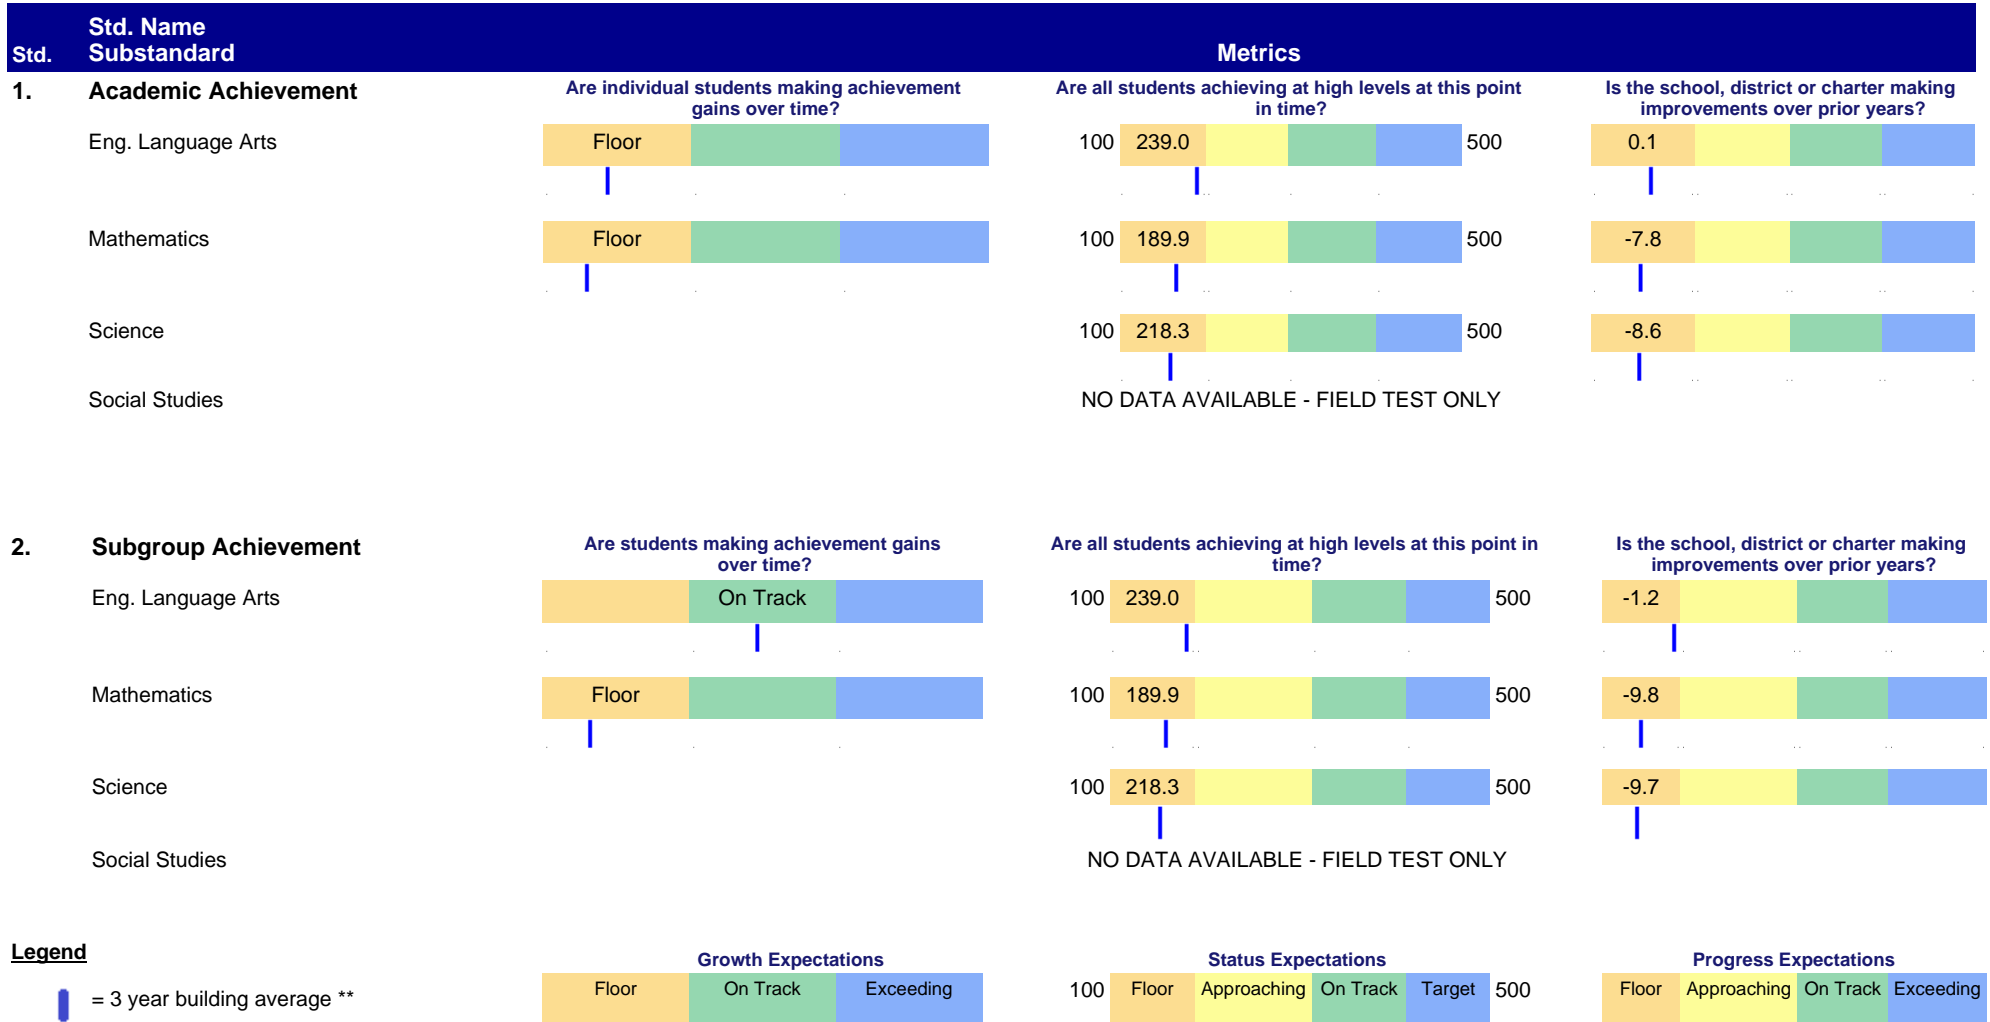 Std. Name
Std. Substandard Metrics
1. Academic Achievement
Are individual students making achievement
gains over time?
Are all students achieving at high levels at this point
in time?
Is the school, district or charter making
improvements over prior years?
Eng. Language Arts Floor 100 239.0 500 0.1
Mathematics Floor 100 189.9 500 -7.8
Science 100 218.3 500 -8.6
Social Studies NO DATA AVAILABLE - FIELD TEST ONLY
2. Subgroup Achievement
Are students making achievement gains
over time?
Are all students achieving at high levels at this point in
time?
Is the school, district or charter making
improvements over prior years?
Eng. Language Arts On Track 100 239.0 500 -1.2
Mathematics Floor 100 189.9 500 -9.8
Science 100 218.3 500 -9.7
Social Studies NO DATA AVAILABLE - FIELD TEST ONLY
Legend
= 3 year building average **
Growth Expectations
Floor On Track Exceeding
Status Expectations
100 Floor Approaching On Track Target 500
Progress Expectations
Floor Approaching On Track Exceeding